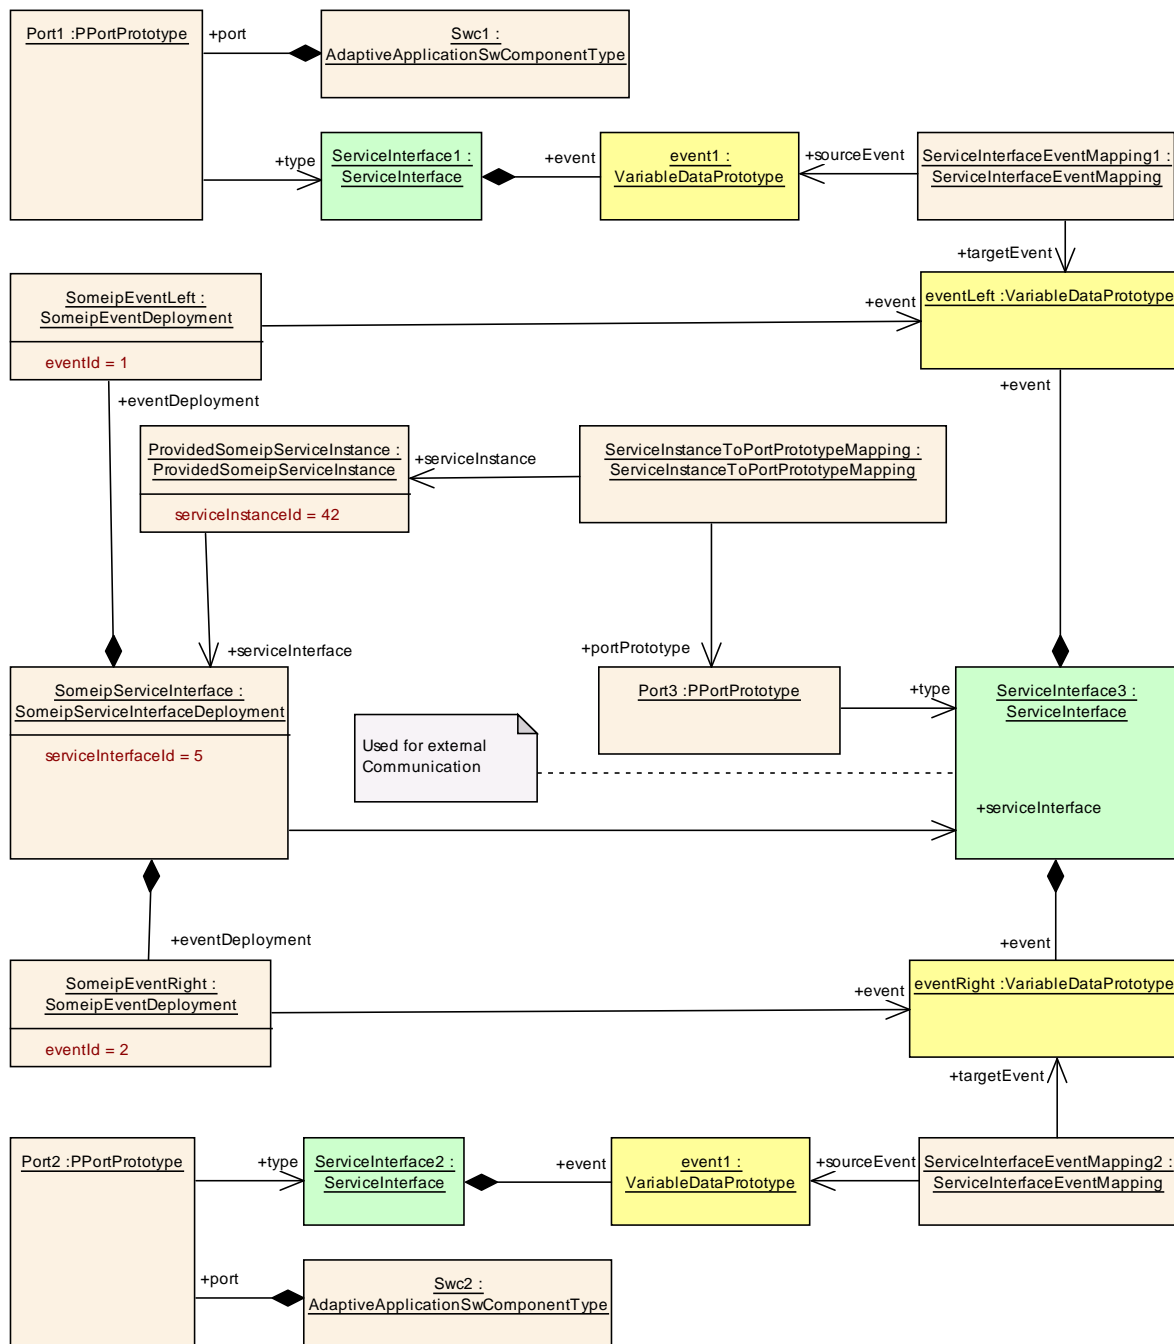 Port1 :PPortPrototype
+port
Swc1 :
AdaptiveApplicationSwComponentType
+type
ServiceInterface1 :
ServiceInterface
+event
event1 :
VariableDataPrototype
+sourceEvent
ServiceInterfaceEventMapping1 :
ServiceInterfaceEventMapping
+targetEvent
SomeipEventLeft :
SomeipEventDeployment
eventId = 1
+event
eventLeft :VariableDataPrototype
+event
+eventDeployment
ProvidedSomeipServiceInstance :
ProvidedSomeipServiceInstance
serviceInstanceId = 42
+serviceInstance
ServiceInstanceToPortPrototypeMapping :
ServiceInstanceToPortPrototypeMapping
+serviceInterface
+portPrototype
SomeipServiceInterface :
SomeipServiceInterfaceDeployment
serviceInterfaceId = 5
Port3 :PPortPrototype
+type
ServiceInterface3 :
ServiceInterface
Used for external
Communication
+serviceInterface
+eventDeployment
+event
SomeipEventRight :
SomeipEventDeployment
eventId = 2
+event
eventRight :VariableDataPrototype
+targetEvent
Port2 :PPortPrototype
+type
ServiceInterface2 :
ServiceInterface
+event
event1 :
VariableDataPrototype
+sourceEvent
ServiceInterfaceEventMapping2 :
ServiceInterfaceEventMapping
+port
Swc2 :
AdaptiveApplicationSwComponentType